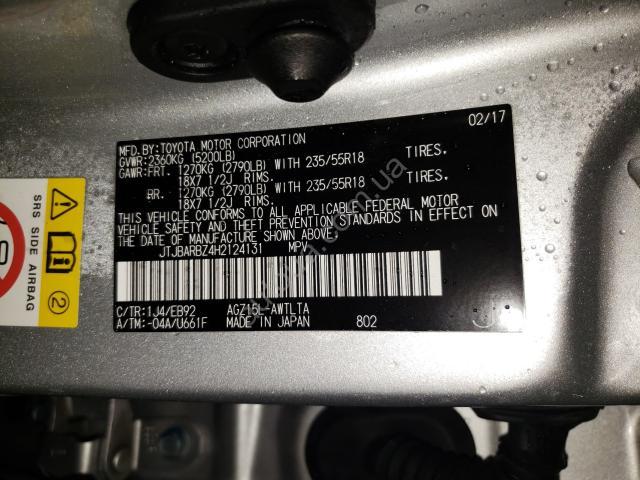 02/17
MFD.BY:TOYOTA MOTOR CORPORATION
GVWR:2360KG (5200LB)
GAWR:FRT. 1270KG (2790LB) WITH 235/55R18 TIRES.
18X7 1/2J RIMS.
RR. 1270KG (2790LB) WITH 235/55R18 TIRES.
18X7 1/2J RIMS.
THIS VEHICLE CONFORMS TO ALL APPLICABLE FEDERAL MOTOR
VEHICLE SAFETY AND THEFT PREVENTION STANDARDS IN EFFECT ON
THE DATE OF MANUFACTURE SHOWN ABOVE.
JTJBARBZ4H2124131 MPV
C/TR:1J4/EB92 AGZ15L-AWTLTA
A/TM:-04A/U661F MADE IN JAPAN 802
SRS SIDE AIRBAG
2